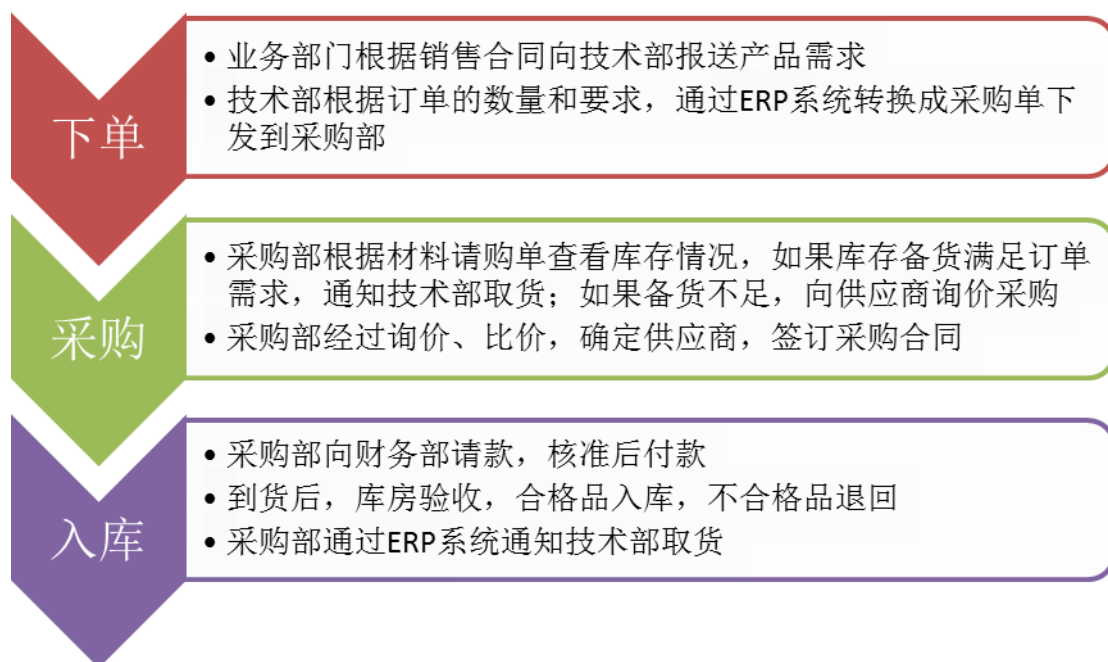 下单
• 业务部门根据销售合同向技术部报送产品需求
• 技术部根据订单的数量和要求，通过ERP系统转换成采购单下
发到采购部
采购
• 采购部根据材料请购单查看库存情况，如果库存备货满足订单
需求，通知技术部取货；如果备货不足，向供应商询价采购
• 采购部经过询价、比价，确定供应商，签订采购合同
入库
• 采购部向财务部请款，核准后付款
• 到货后，库房验收，合格品入库，不合格品退回
• 采购部通过ERP系统通知技术部取货